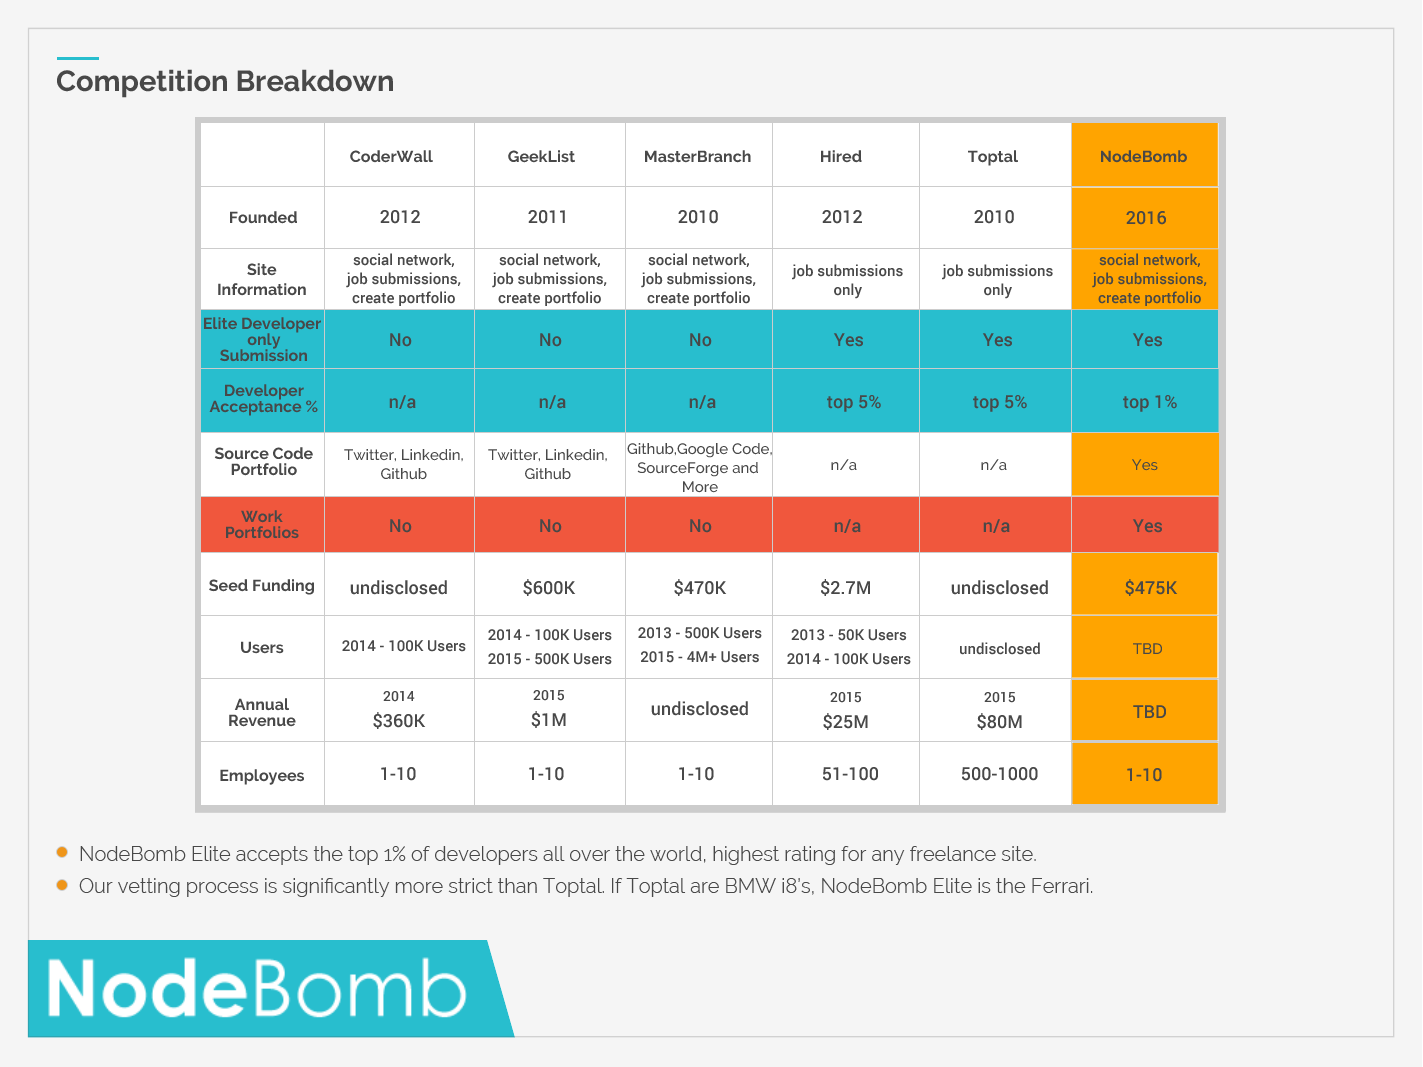 Competition Breakdown
CoderWall GeekList MasterBranch Hired Toptal NodeBomb
Founded 2012 2011 2010 2012 2010 2016
Site
Information
social network,
job submissions,
create portfolio
social network,
job submissions,
create portfolio
social network,
job submissions,
create portfolio
job submissions
only
job submissions
only
social network,
job submissions,
create portfolio
Elite Developer
only
Submission
No No No Yes Yes Yes
Developer
Acceptance %
n/a n/a n/a top 5% top 5% top 1%
Source Code
Portfolio
Twitter, Linkedin,
Github
Twitter, Linkedin,
Github
Github,Google Code,
SourceForge and
More
n/a n/a Yes
Work
Portfolios
No No No n/a n/a Yes
Seed Funding undisclosed $600K $470K $2.7M undisclosed $475K
Users
2014 - 100K Users
2014 - 100K Users
2015 - 500K Users
2013 - 500K Users
2015 - 4M+ Users
2013 - 50K Users
2014 - 100K Users
undisclosed
TBD
Annual
Revenue
2014
$360K
2015
$1M
undisclosed
2015
$25M
2015
$80M
TBD
Employees 1-10 1-10 1-10 51-100 500-1000 1-10
NodeBomb Elite accepts the top 1% of developers all over the world, highest rating for any freelance site.
Our vetting process is significantly more strict than Toptal. If Toptal are BMW i8's, NodeBomb Elite is the Ferrari.
NodeBomb